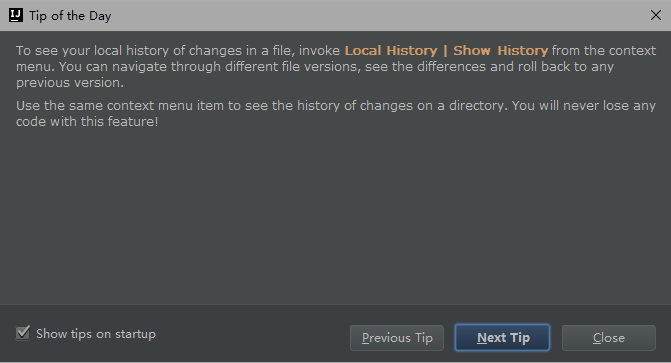 IJ Tip of the Day
To see your local history of changes in a file, invoke Local History | Show History from the context
menu. You can navigate through different file versions, see the differences and roll back to any
previous version.
Use the same context menu item to see the history of changes on a directory. You will never lose any
code with this feature!
Show tips on startup
Previous Tip
Next Tip
Close